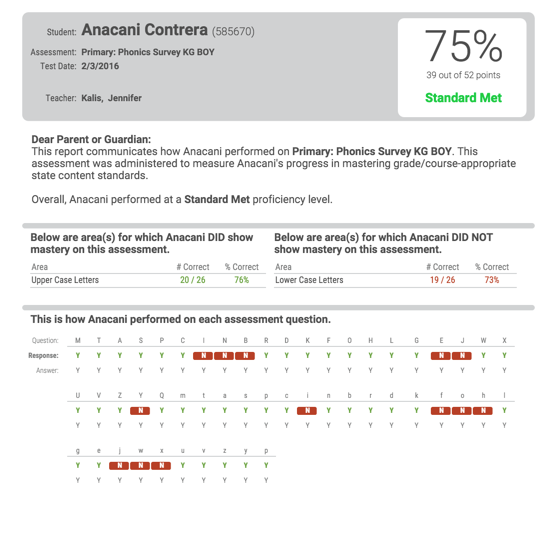 Student: Anacani Contrera (585670)
Assessment: Primary: Phonics Survey KG BOY
Test Date: 2/3/2016
Teacher: Kalis, Jennifer
75%
39 out of 52 points
Standard Met
Dear Parent or Guardian:
This report communicates how Anacani performed on Primary: Phonics Survey KG BOY. This
assessment was administered to measure Anacani's progress in mastering grade/course-appropriate
state content standards.
Overall, Anacani performed at a Standard Met proficiency level.
Below are area(s) for which Anacani DID show
mastery on this assessment.
Area # Correct % Correct
Upper Case Letters 20 / 26 76%
Below are area(s) for which Anacani DID NOT
show mastery on this assessment.
Area # Correct % Correct
Lower Case Letters 19 / 26 73%
This is how Anacani performed on each assessment question.
Question: M T A S P C I N B R D K F O H L G E J W X
Response: Y Y Y Y Y Y N N N Y Y Y Y Y Y Y Y N N Y Y
Answer: Y Y Y Y Y Y Y Y Y Y Y Y Y Y Y Y Y Y Y Y Y
U V Z Y Q m t a s p c i n b r d k f o h l
Y Y Y N Y Y Y Y Y Y Y N Y Y Y Y Y N N N Y
Y Y Y Y Y Y Y Y Y Y Y Y Y Y Y Y Y Y Y Y Y
g e j w x u v z y p
Y Y N N N Y Y Y Y Y
Y Y Y Y Y Y Y Y Y Y